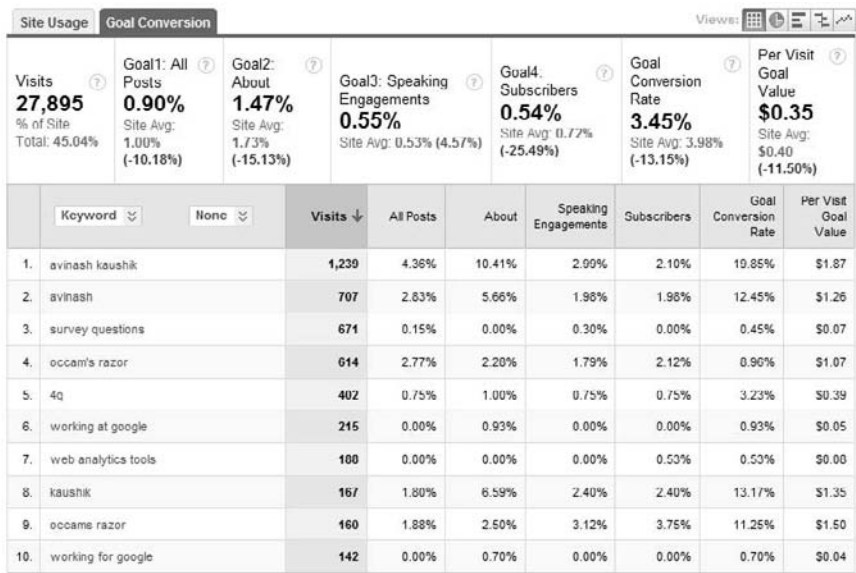 Site Usage Goal Conversion Views:
Visits
27,895
% of Site
Total: 45.04%
Goal1: All
Posts
0.90%
Site Avg:
1.00%
(-10.18%)
Goal2:
About
1.47%
Site Avg:
1.73%
(-15.13%)
Goal3: Speaking
Engagements
0.55%
Site Avg: 0.53% (4.57%)
Goal4:
Subscribers
0.54%
Site Avg: 0.72%
(-25.49%)
Goal
Conversion
Rate
3.45%
Site Avg: 3.98%
(-13.15%)
Per Visit
Goal
Value
$0.35
Site Avg:
$0.40
(-11.50%)
Keyword None Visits All Posts About Speaking Engagements Subscribers Goal Conversion Rate Per Visit Goal Value
1. avinash kaushik 1,239 4.36% 10.41% 2.99% 2.10% 19.85% $1.87
2. avinash 707 2.83% 5.66% 1.98% 1.98% 12.45% $1.26
3. survey questions 671 0.15% 0.00% 0.30% 0.00% 0.45% $0.07
4. occam's razor 614 2.77% 2.28% 1.79% 2.12% 8.96% $1.07
5. 4q 402 0.75% 1.00% 0.75% 0.75% 3.23% $0.39
6. working at google 215 0.00% 0.93% 0.00% 0.00% 0.93% $0.05
7. web analytics tools 188 0.00% 0.00% 0.00% 0.53% 0.53% $0.08
8. kaushik 167 1.80% 6.59% 2.40% 2.40% 13.17% $1.35
9. occams razor 160 1.88% 2.50% 3.12% 3.75% 11.25% $1.50
10. working for google 142 0.00% 0.70% 0.00% 0.00% 0.70% $0.04